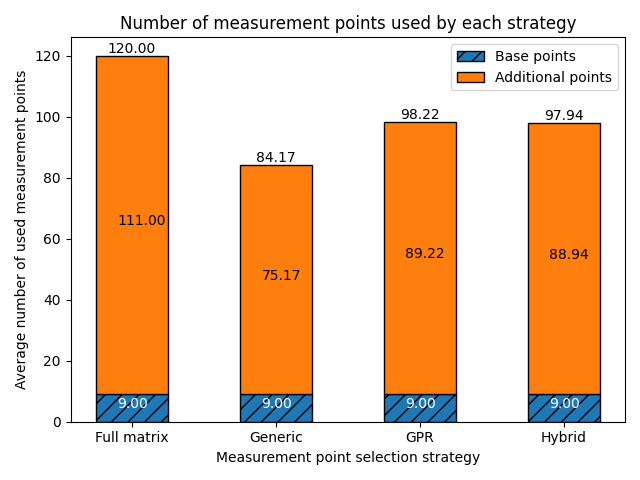 Number of measurement points used by each strategy
Base points
Additional points
Average number of used measurement points
120
100
80
60
40
20
0
120.00
84.17
98.22
97.94
111.00
75.17
89.22
88.94
9.00
9.00
9.00
9.00
Full matrix
Generic
GPR
Hybrid
Measurement point selection strategy